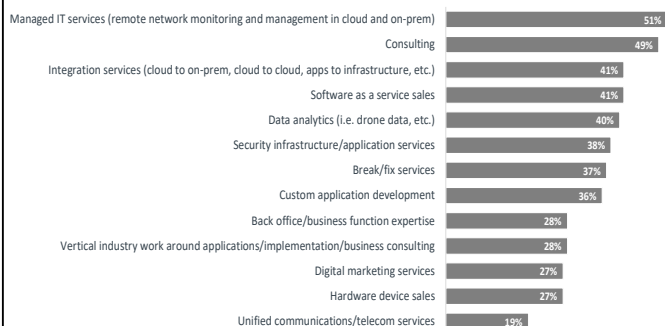 Managed IT services (remote network monitoring and management in cloud and on-prem) 51%
Consulting 49%
Integration services (cloud to on-prem, cloud to cloud, apps to infrastructure, etc.) 41%
Software as a service sales 41%
Data analytics (i.e. drone data, etc.) 40%
Security infrastructure/application services 38%
Break/fix services 37%
Custom application development 36%
Back office/business function expertise 28%
Vertical industry work around applications/implementation/business consulting 28%
Digital marketing services 27%
Hardware device sales 27%
Unified communications/telecom services 19%